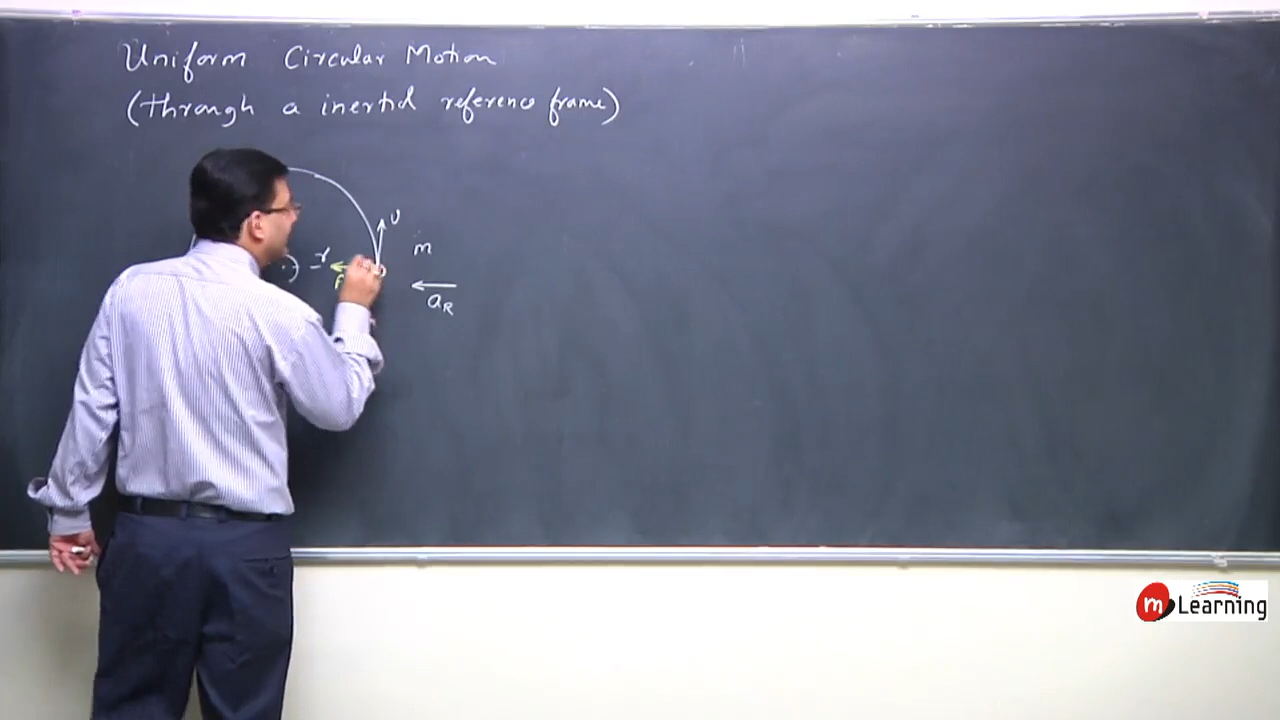 Uniform Circular Motion
(through a inertial reference frame)
υ
m
r
F
a_R
m Learning